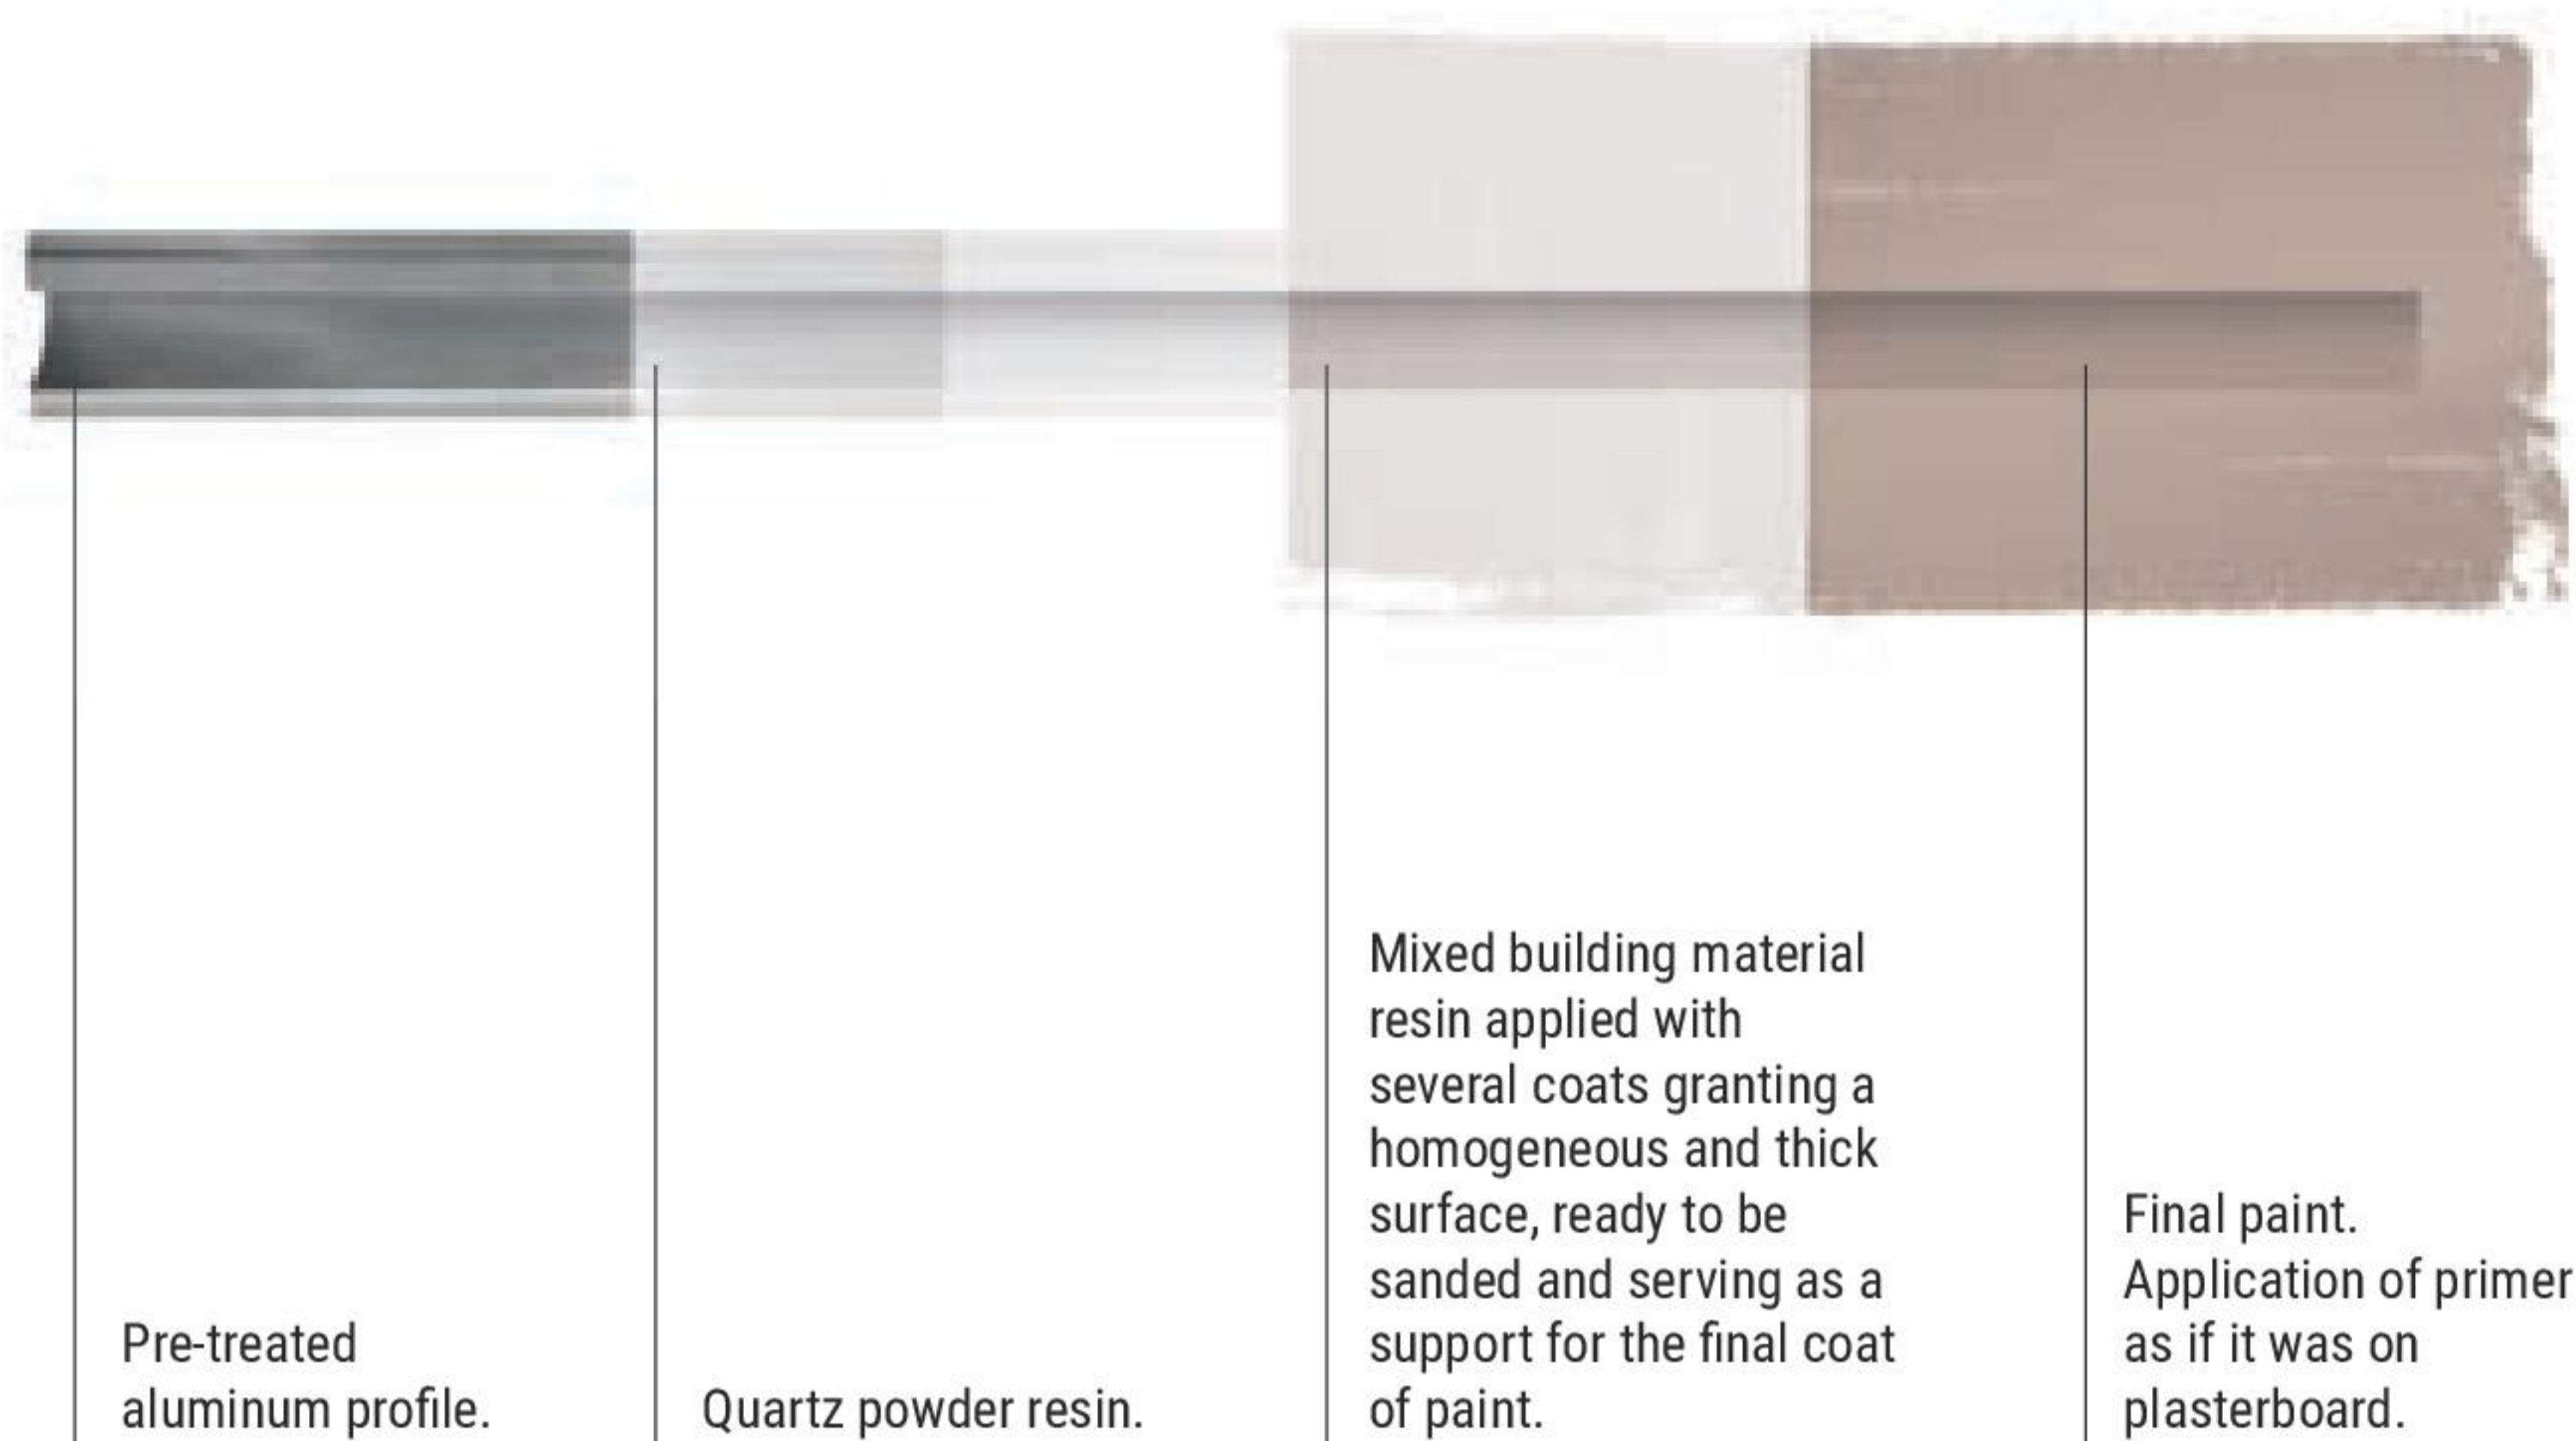 Pre-treated
aluminum profile.
Quartz powder resin.
Mixed building material
resin applied with
several coats granting a
homogeneous and thick
surface, ready to be
sanded and serving as a
support for the final coat
of paint.
Final paint.
Application of primer
as if it was on
plasterboard.